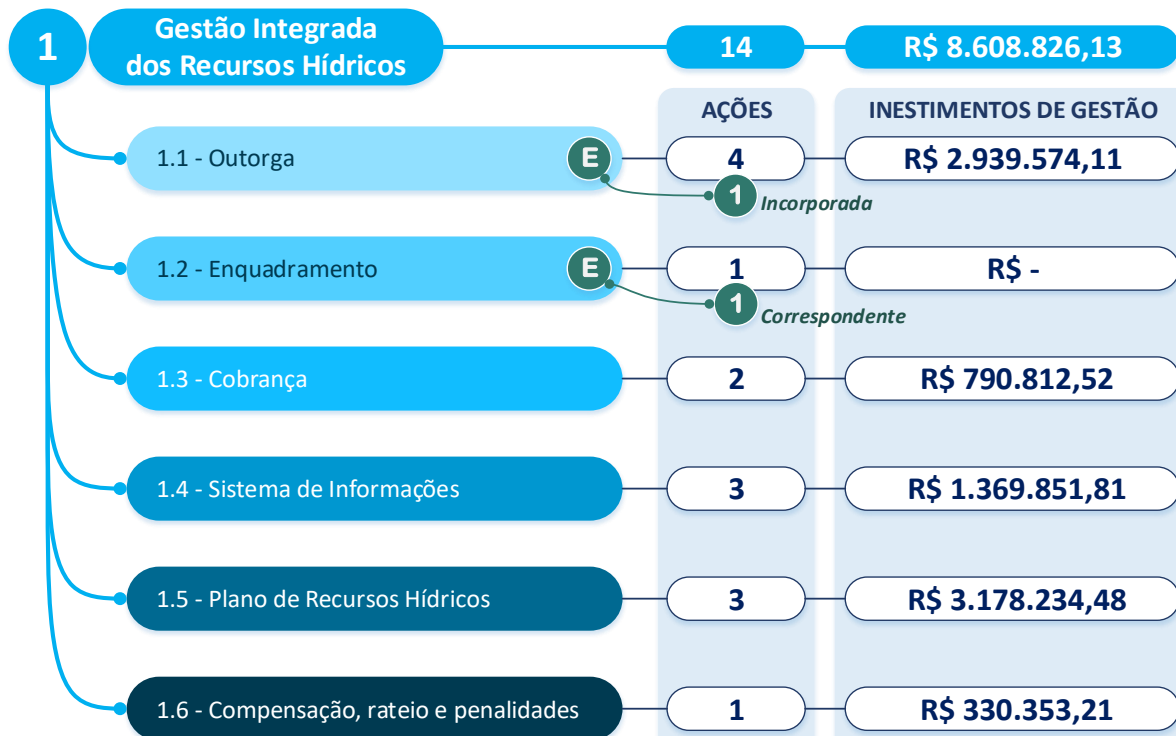 1
Gestão Integrada
dos Recursos Hídricos
14
R$ 8.608.826,13
AÇÕES
INESTIMENTOS DE GESTÃO
1.1 - Outorga
E
4
R$ 2.939.574,11
1 Incorporada
1.2 - Enquadramento
E
1
R$ -
1 Correspondente
1.3 - Cobrança
2
R$ 790.812,52
1.4 - Sistema de Informações
3
R$ 1.369.851,81
1.5 - Plano de Recursos Hídricos
3
R$ 3.178.234,48
1.6 - Compensação, rateio e penalidades
1
R$ 330.353,21